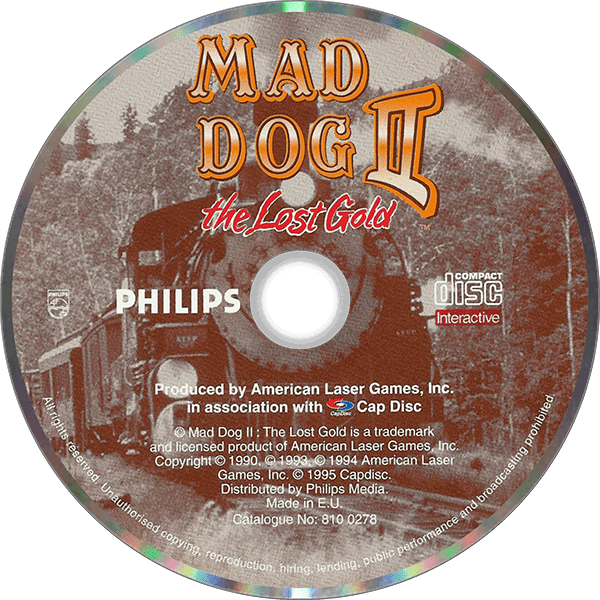 MAD
DOG II
the Lost Gold
TM
PHILIPS
PHILIPS
COMPACT
disc
Interactive
Produced by American Laser Games, Inc.
in association with CapDisc Cap Disc
© Mad Dog II : The Lost Gold is a trademark
and licensed product of American Laser Games, Inc.
Copyright © 1990, © 1993, © 1994 American Laser
Games, Inc. © 1995 Capdisc.
Distributed by Philips Media.
Made in E.U.
Catalogue No: 810 0278
All rights reserved. Unauthorised copying, reproduction, hiring, lending, public performance and broadcasting prohibited.